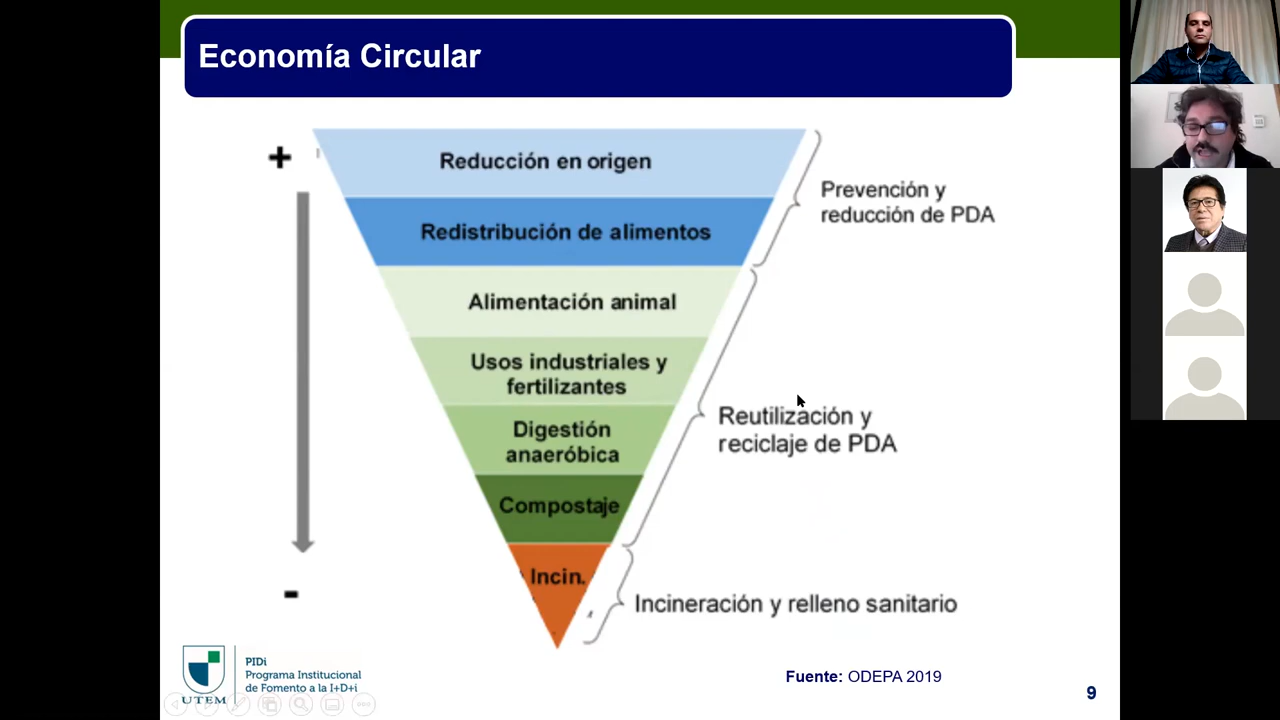 Economía Circular
+
Reducción en origen
Redistribución de alimentos
Prevención y
reducción de PDA
Alimentación animal
Usos industriales y
fertilizantes
Digestión
anaeróbica
Compostaje
Reutilización y
reciclaje de PDA
Incin.
Incineración y relleno sanitario
-
PIDi
Programa Institucional
de Fomento a la I+D+i
UTEM
Fuente: ODEPA 2019
9